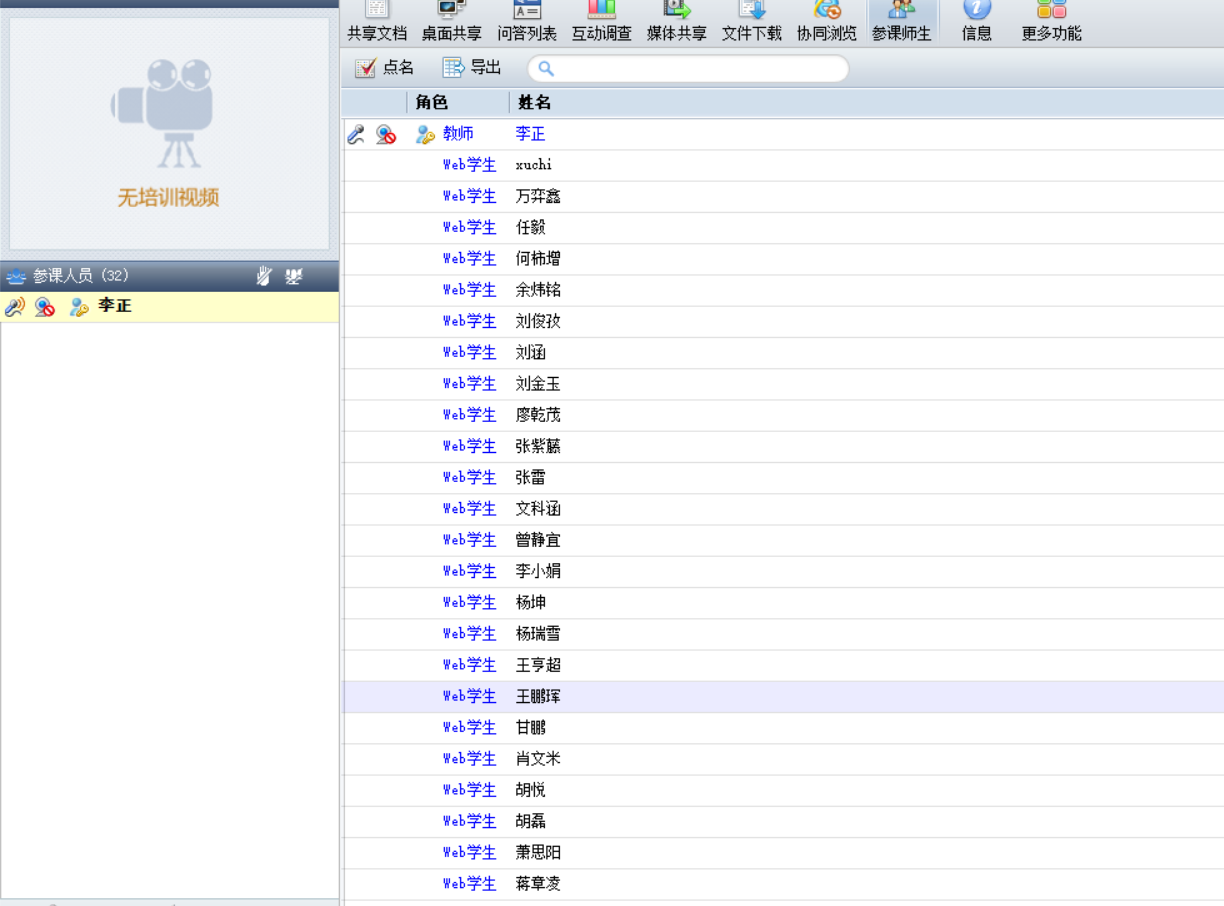 共享文档 桌面共享 问答列表 互动调查 媒体共享 文件下载 协同浏览 参课师生 信息 更多功能
点名 导出
角色 姓名
教师 李正
Web学生 xuchi
Web学生 万弈鑫
Web学生 任毅
Web学生 何柿增
Web学生 余炜铭
Web学生 刘俊孜
Web学生 刘涵
Web学生 刘金玉
Web学生 廖乾茂
Web学生 张紫藤
Web学生 张雷
Web学生 文科涵
Web学生 曾静宜
Web学生 李小娟
Web学生 杨坤
Web学生 杨瑞雪
Web学生 王亨超
Web学生 王鹏珲
Web学生 甘鹏
Web学生 肖文米
Web学生 胡悦
Web学生 胡磊
Web学生 萧思阳
Web学生 蒋章凌
无培训视频
参课人员 (32)
李正